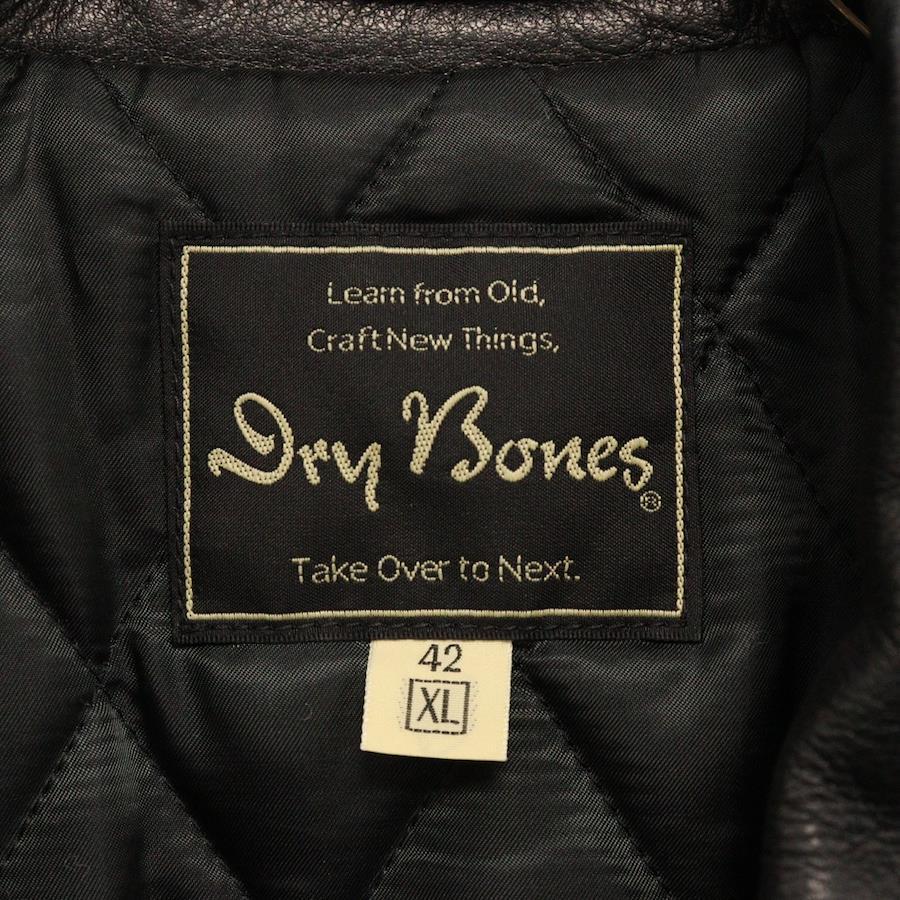 Learn from Old,
Craft New Things,
Dry Bones®
Take Over to Next.
42
XL